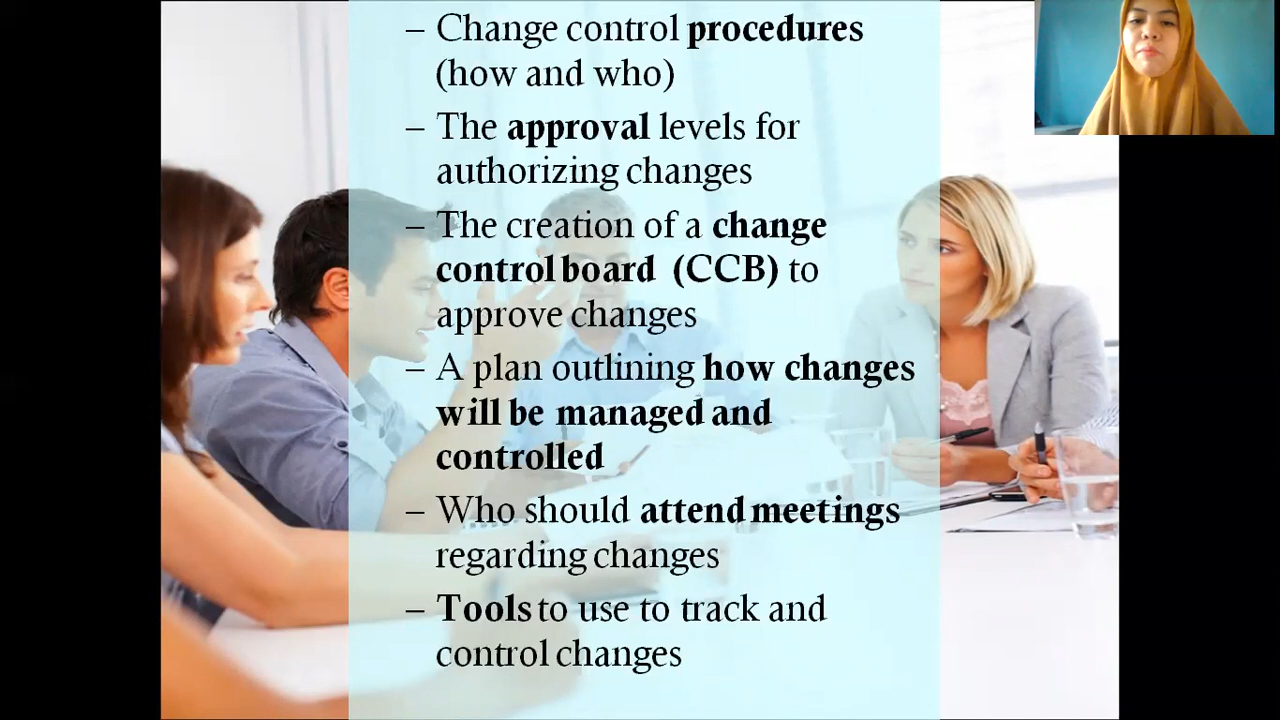 – Change control procedures
(how and who)
– The approval levels for
authorizing changes
– The creation of a change
control board (CCB) to
approve changes
– A plan outlining how changes
will be managed and
controlled
– Who should attend meetings
regarding changes
– Tools to use to track and
control changes